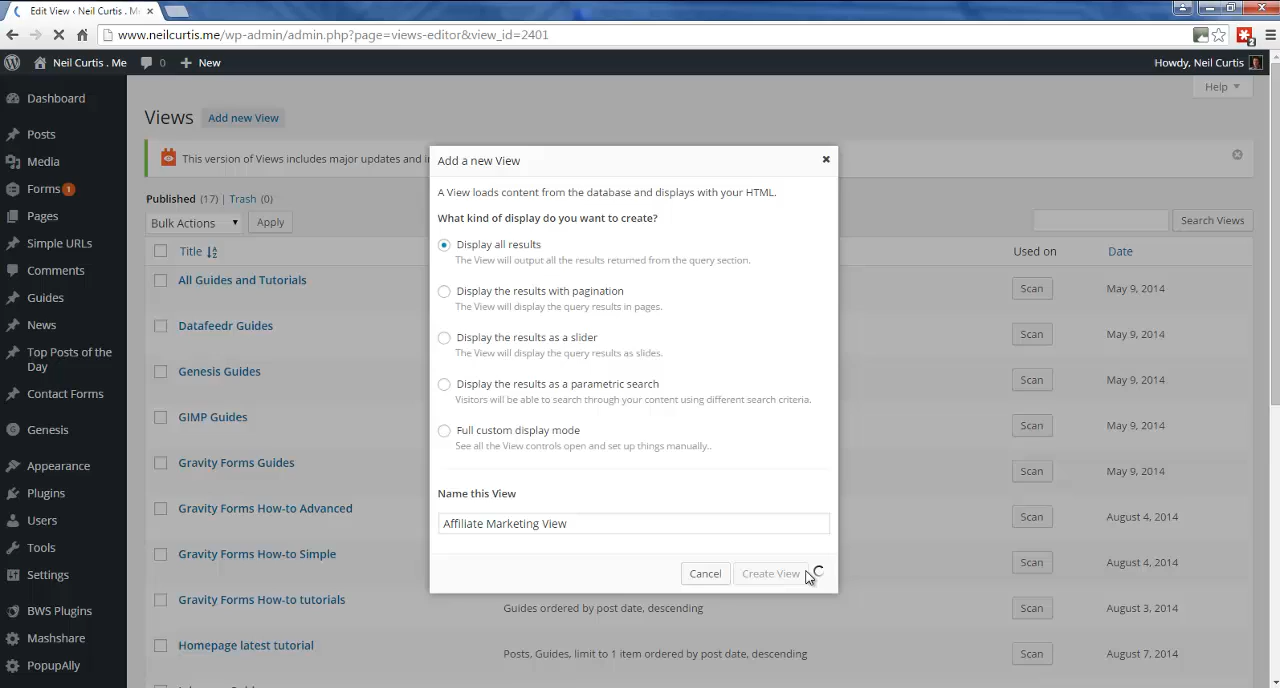 Edit View ‹ Neil Curtis . M
www.neilcurtis.me/wp-admin/admin.php?page=views-editor&view_id=2401
2
Neil Curtis . Me
0
New
Howdy, Neil Curtis
Help
Dashboard
Posts
Media
Forms 1
Pages
Simple URLs
Comments
Guides
News
Top Posts of the
Day
Contact Forms
Genesis
Appearance
Plugins
Users
Tools
Settings
BWS Plugins
Mashshare
PopupAlly
Views
Add new View
This version of Views includes major updates and i
Published (17) | Trash (0)
Bulk Actions
Apply
Search Views
Title
Used on
Date
All Guides and Tutorials
Scan
May 9, 2014
Datafeedr Guides
Scan
May 9, 2014
Genesis Guides
Scan
May 9, 2014
GIMP Guides
Scan
May 9, 2014
Gravity Forms Guides
Scan
May 9, 2014
Gravity Forms How-to Advanced
Scan
August 4, 2014
Gravity Forms How-to Simple
Scan
August 4, 2014
Gravity Forms How-to tutorials
Guides ordered by post date, descending
Scan
August 3, 2014
Homepage latest tutorial
Posts, Guides, limit to 1 item ordered by post date, descending
Scan
August 7, 2014
Add a new View
A View loads content from the database and displays with your HTML.
What kind of display do you want to create?
Display all results
The View will output all the results returned from the query section.
Display the results with pagination
The View will display the query results in pages.
Display the results as a slider
The View will display the query results as slides.
Display the results as a parametric search
Visitors will be able to search through your content using different search criteria.
Full custom display mode
See all the View controls open and set up things manually..
Name this View
Affiliate Marketing View
Cancel
Create View